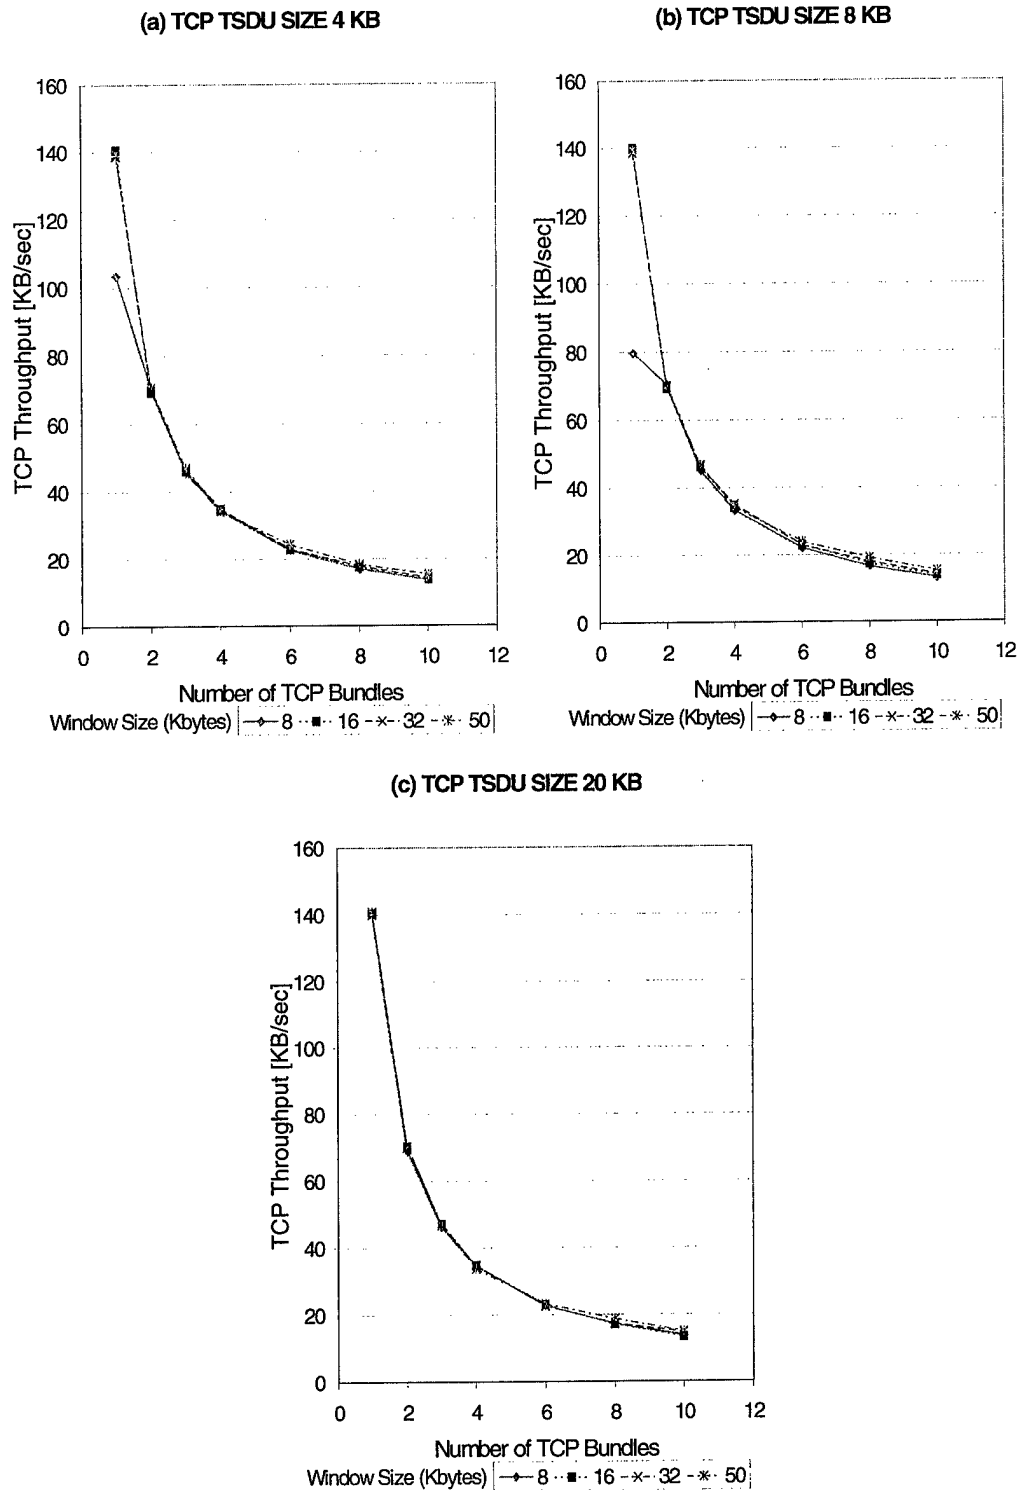 (a) TCP TSDU SIZE 4 KB
160
140
120
100
80
60
40
20
0
0 2 4 6 8 10 12
TCP Throughput [KB/sec]
Number of TCP Bundles
Window Size (Kbytes) 8 16 32 50
(b) TCP TSDU SIZE 8 KB
160
140
120
100
80
60
40
20
0
0 2 4 6 8 10 12
TCP Throughput [KB/sec]
Number of TCP Bundles
Window Size (Kbytes) 8 16 32 50
(c) TCP TSDU SIZE 20 KB
160
140
120
100
80
60
40
20
0
0 2 4 6 8 10 12
TCP Throughput [KB/sec]
Number of TCP Bundles
Window Size (Kbytes) 8 16 32 50